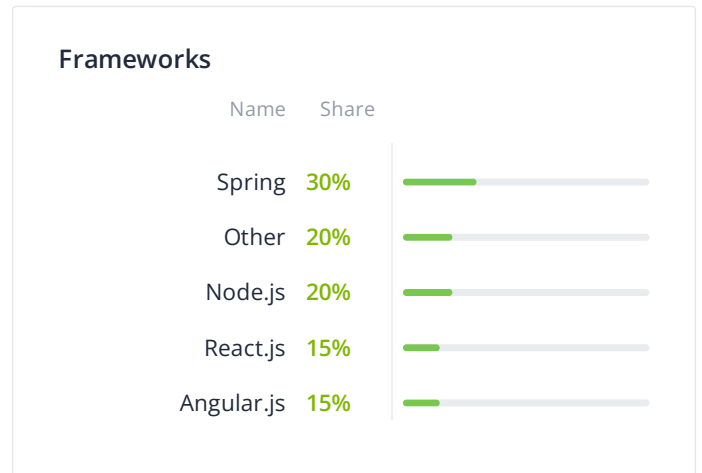 Frameworks
Name Share
Spring 30%
Other 20%
Node.js 20%
React.js 15%
Angular.js 15%